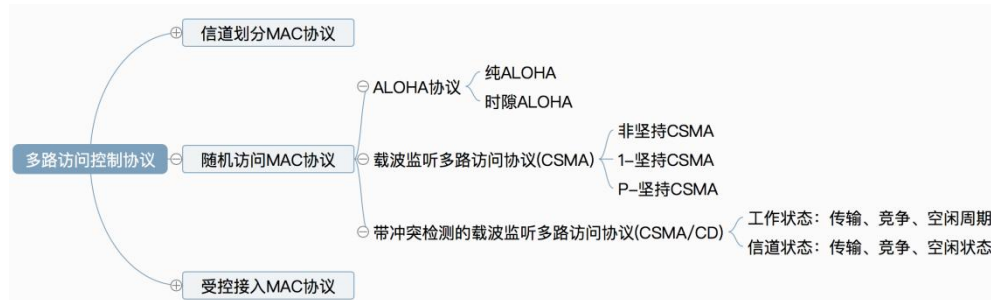 信道划分MAC协议
多路访问控制协议
随机访问MAC协议
ALOHA协议
纯ALOHA
时隙ALOHA
载波监听多路访问协议(CSMA)
非坚持CSMA
1-坚持CSMA
P-坚持CSMA
带冲突检测的载波监听多路访问协议(CSMA/CD)
工作状态：传输、竞争、空闲周期
信道状态：传输、竞争、空闲状态
受控接入MAC协议